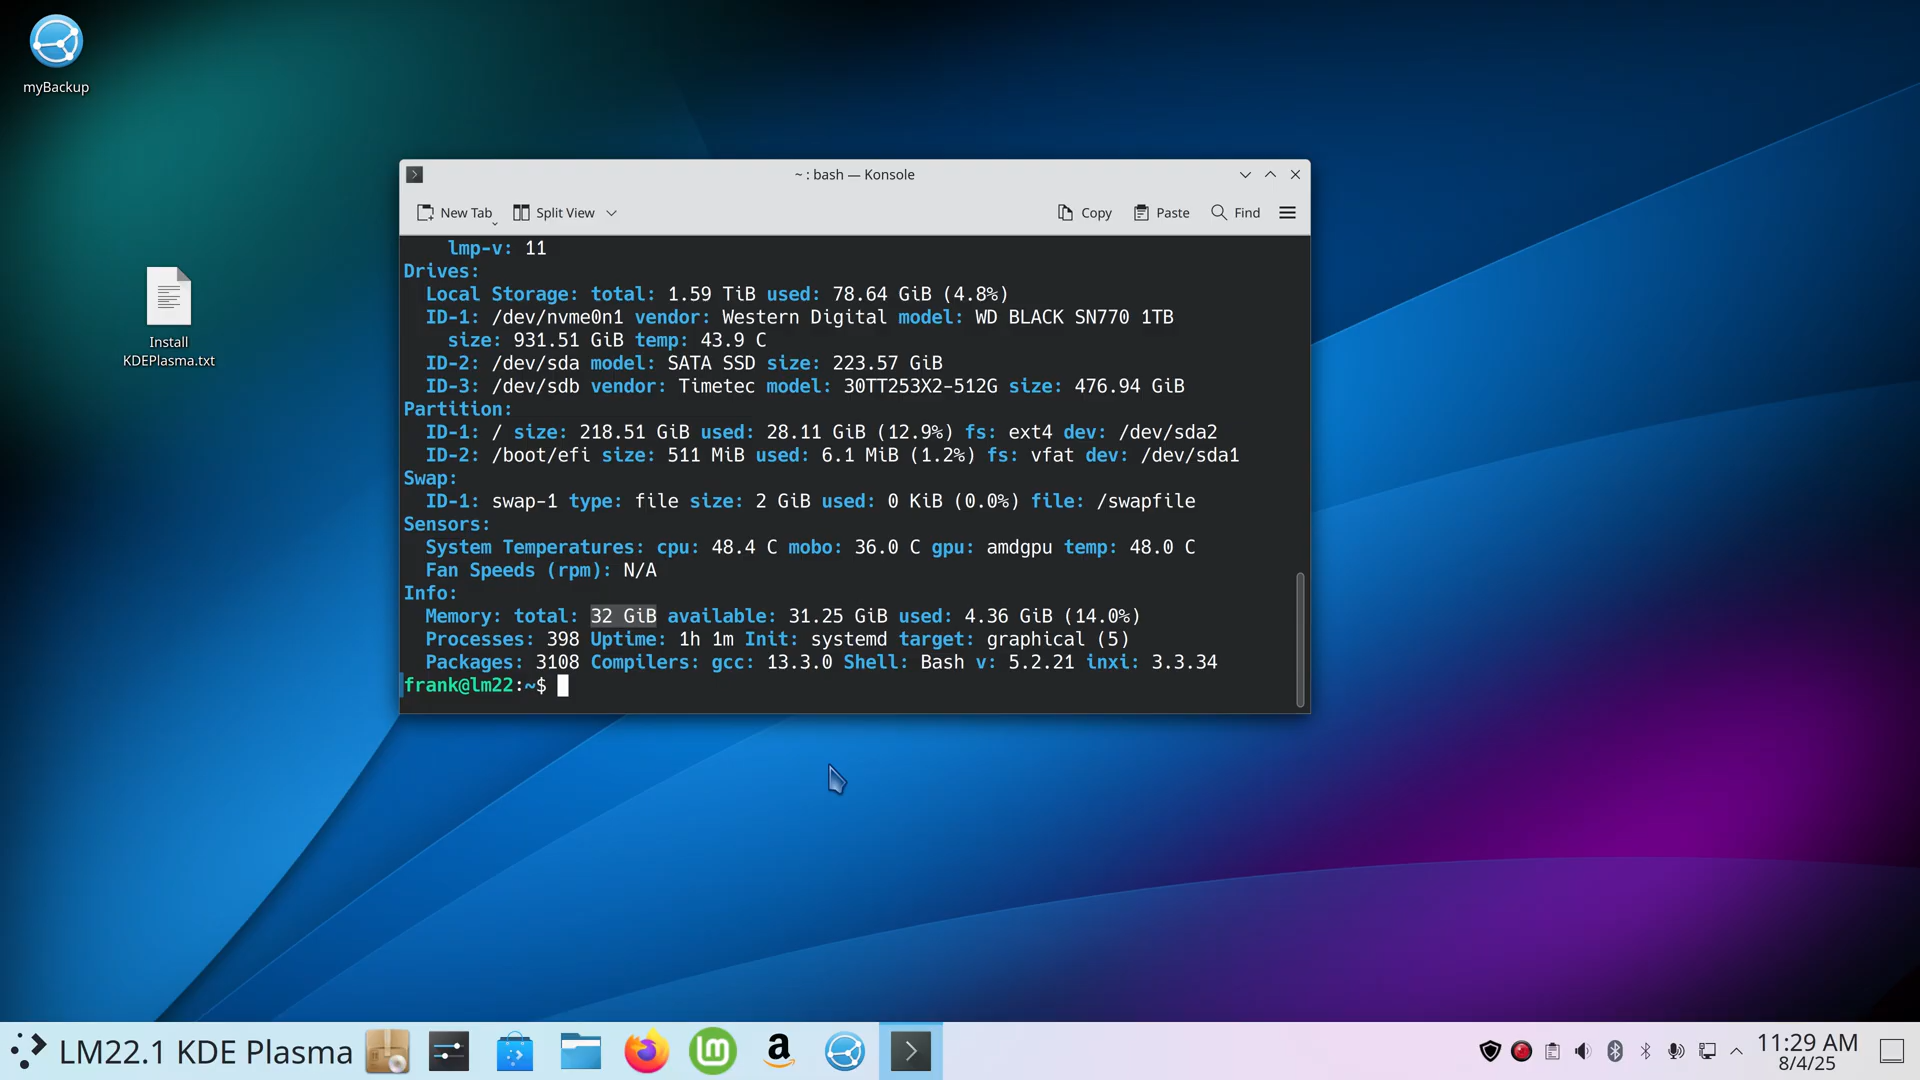 myBackup
Install
KDEPlasma.txt
~ : bash — Konsole
New Tab
Split View
Copy
Paste
Find
lmp-v: 11
Drives:
Local Storage: total: 1.59 TiB used: 78.64 GiB (4.8%)
ID-1: /dev/nvme0n1 vendor: Western Digital model: WD BLACK SN770 1TB
size: 931.51 GiB temp: 43.9 C
ID-2: /dev/sda model: SATA SSD size: 223.57 GiB
ID-3: /dev/sdb vendor: Timetec model: 30TT253X2-512G size: 476.94 GiB
Partition:
ID-1: / size: 218.51 GiB used: 28.11 GiB (12.9%) fs: ext4 dev: /dev/sda2
ID-2: /boot/efi size: 511 MiB used: 6.1 MiB (1.2%) fs: vfat dev: /dev/sda1
Swap:
ID-1: swap-1 type: file size: 2 GiB used: 0 KiB (0.0%) file: /swapfile
Sensors:
System Temperatures: cpu: 48.4 C mobo: 36.0 C gpu: amdgpu temp: 48.0 C
Fan Speeds (rpm): N/A
Info:
Memory: total: 32 GiB available: 31.25 GiB used: 4.36 GiB (14.0%)
Processes: 398 Uptime: 1h 1m Init: systemd target: graphical (5)
Packages: 3108 Compilers: gcc: 13.3.0 Shell: Bash v: 5.2.21 inxi: 3.3.34
frank@lm22:~$
LM22.1 KDE Plasma
lm
a
11:29 AM
8/4/25